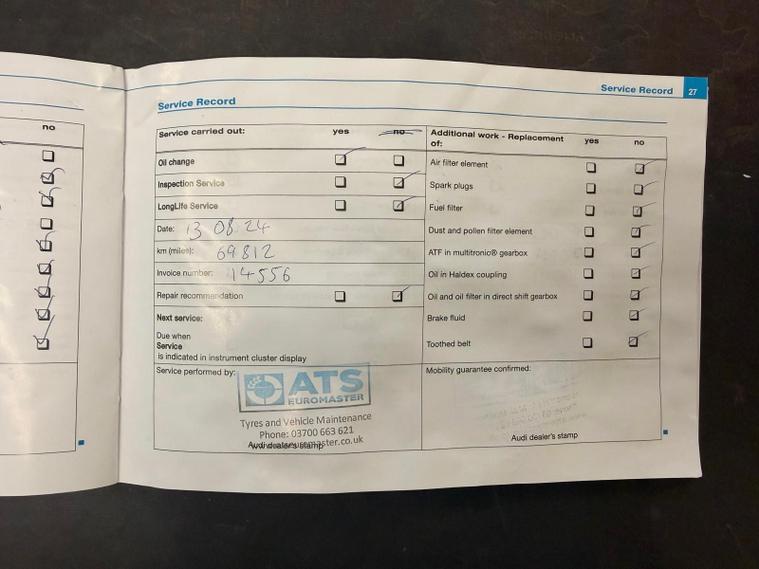 no
Service Record 27
Service Record
Service carried out: yes no
Oil change
Inspection Service
LongLife Service
Date: 13 08 24
km (miles): 69812
Invoice number: 14556
Repair recommendation
Next service:
Due when
Service
is indicated in instrument cluster display
Service performed by:
ATS
EUROMASTER
Tyres and Vehicle Maintenance
Phone: 03700 663 621
Audi dealer's stamp
Additional work - Replacement
of: yes no
Air filter element
Spark plugs
Fuel filter
Dust and pollen filter element
ATF in multitronic® gearbox
Oil in Haldex coupling
Oil and oil filter in direct shift gearbox
Brake fluid
Toothed belt
Mobility guarantee confirmed:
Audi dealer's stamp